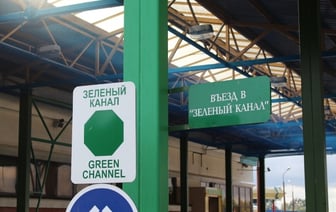 ЗЕЛЕНЫЙ
КАНАЛ
GREEN
CHANNEL
ВЪЕЗД В
"ЗЕЛЕНЫЙ КАНАЛ"